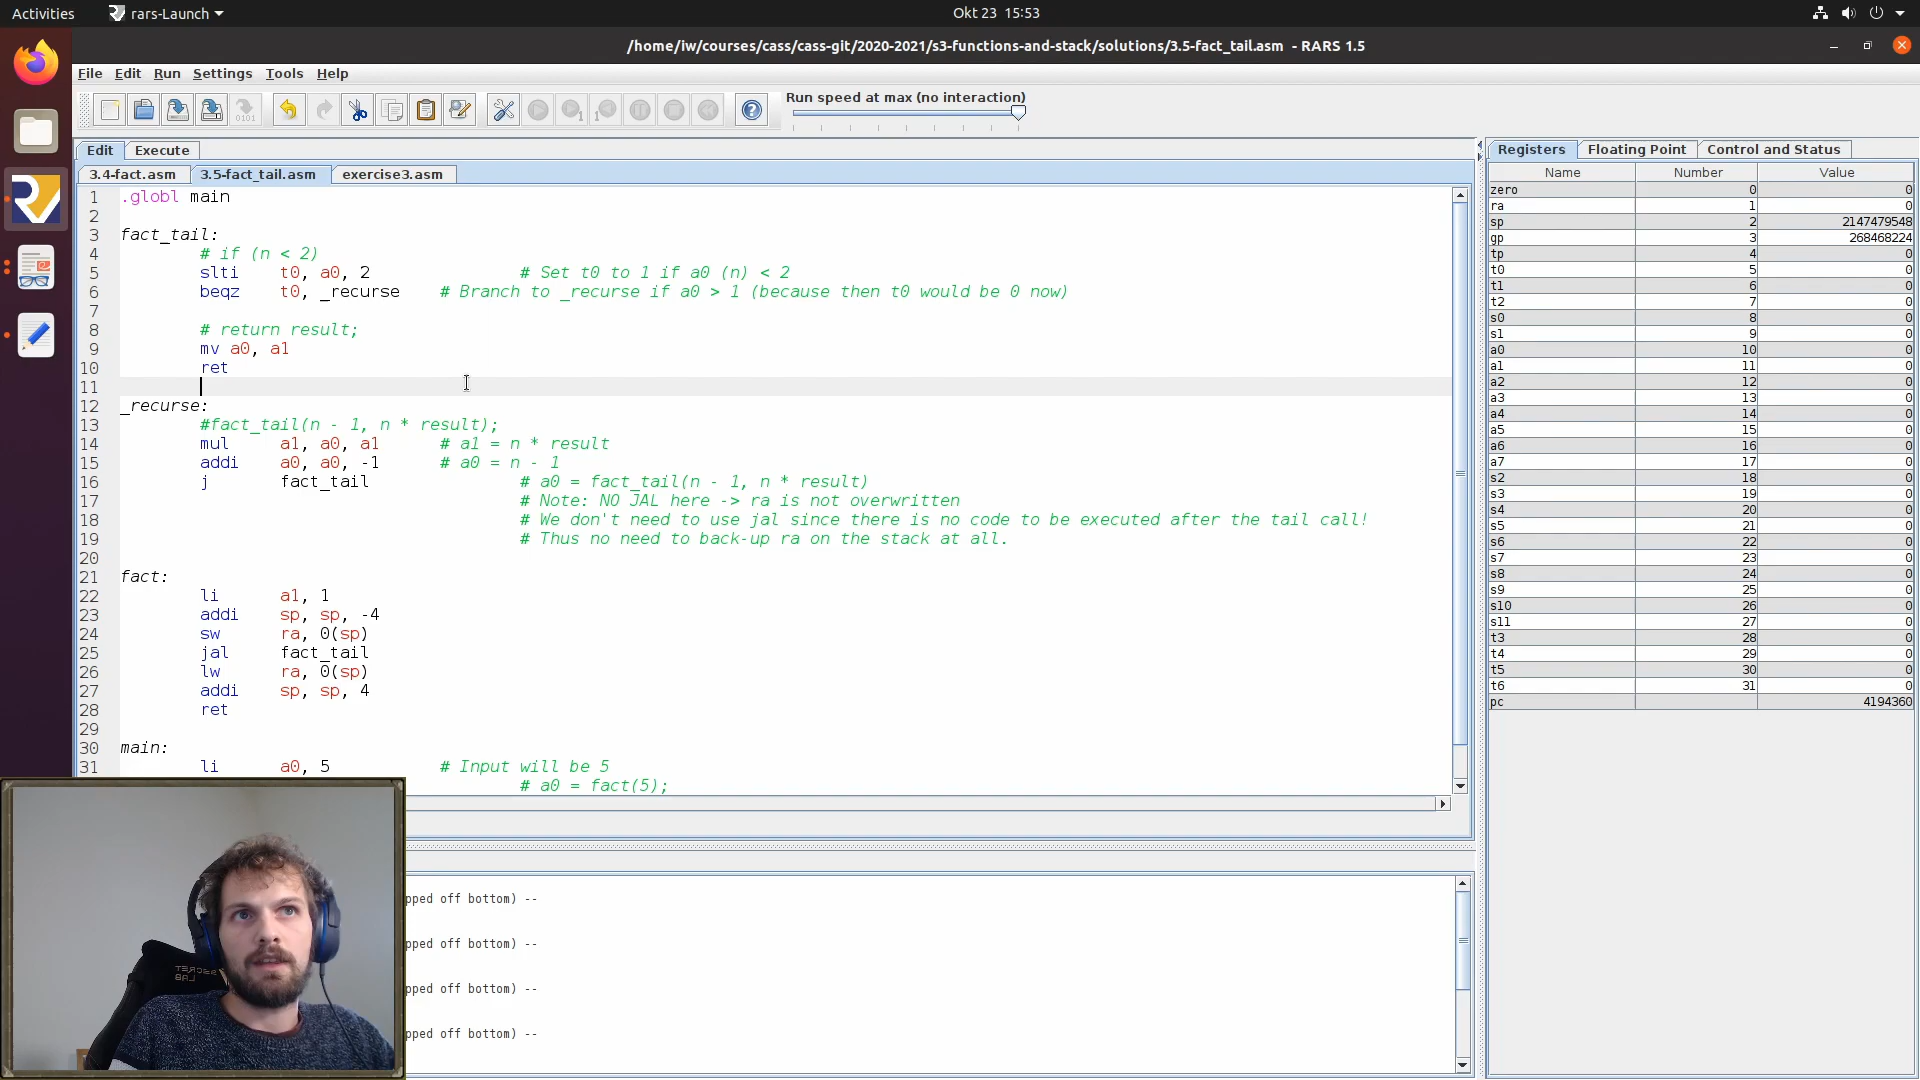 Activities
rars-Launch
Okt 23 15:53
/home/iw/courses/cass/cass-git/2020-2021/s3-functions-and-stack/solutions/3.5-fact_tail.asm - RARS 1.5
File Edit Run Settings Tools Help
Run speed at max (no interaction)
Edit Execute
3.4-fact.asm 3.5-fact_tail.asm exercise3.asm
1 .globl main
2
3 fact_tail:
4 # if (n < 2)
5 slti t0, a0, 2 # Set t0 to 1 if a0 (n) < 2
6 beqz t0, _recurse # Branch to _recurse if a0 > 1 (because then t0 would be 0 now)
7
8 # return result;
9 mv a0, a1
10 ret
11
12 _recurse:
13 #fact_tail(n - 1, n * result);
14 mul a1, a0, a1 # a1 = n * result
15 addi a0, a0, -1 # a0 = n - 1
16 j fact_tail # a0 = fact_tail(n - 1, n * result)
17 # Note: NO JAL here -> ra is not overwritten
18 # We don't need to use jal since there is no code to be executed after the tail call!
19 # Thus no need to back-up ra on the stack at all.
20
21 fact:
22 li a1, 1
23 addi sp, sp, -4
24 sw ra, 0(sp)
25 jal fact_tail
26 lw ra, 0(sp)
27 addi sp, sp, 4
28 ret
29
30 main:
31 li a0, 5 # Input will be 5
# a0 = fact(5);
pped off bottom) --
pped off bottom) --
pped off bottom) --
pped off bottom) --
Registers Floating Point Control and Status
Name Number Value
zero 0 0
ra 1 0
sp 2 2147479548
gp 3 268468224
tp 4 0
t0 5 0
t1 6 0
t2 7 0
s0 8 0
s1 9 0
a0 10 0
a1 11 0
a2 12 0
a3 13 0
a4 14 0
a5 15 0
a6 16 0
a7 17 0
s2 18 0
s3 19 0
s4 20 0
s5 21 0
s6 22 0
s7 23 0
s8 24 0
s9 25 0
s10 26 0
s11 27 0
t3 28 0
t4 29 0
t5 30 0
t6 31 0
pc 4194360